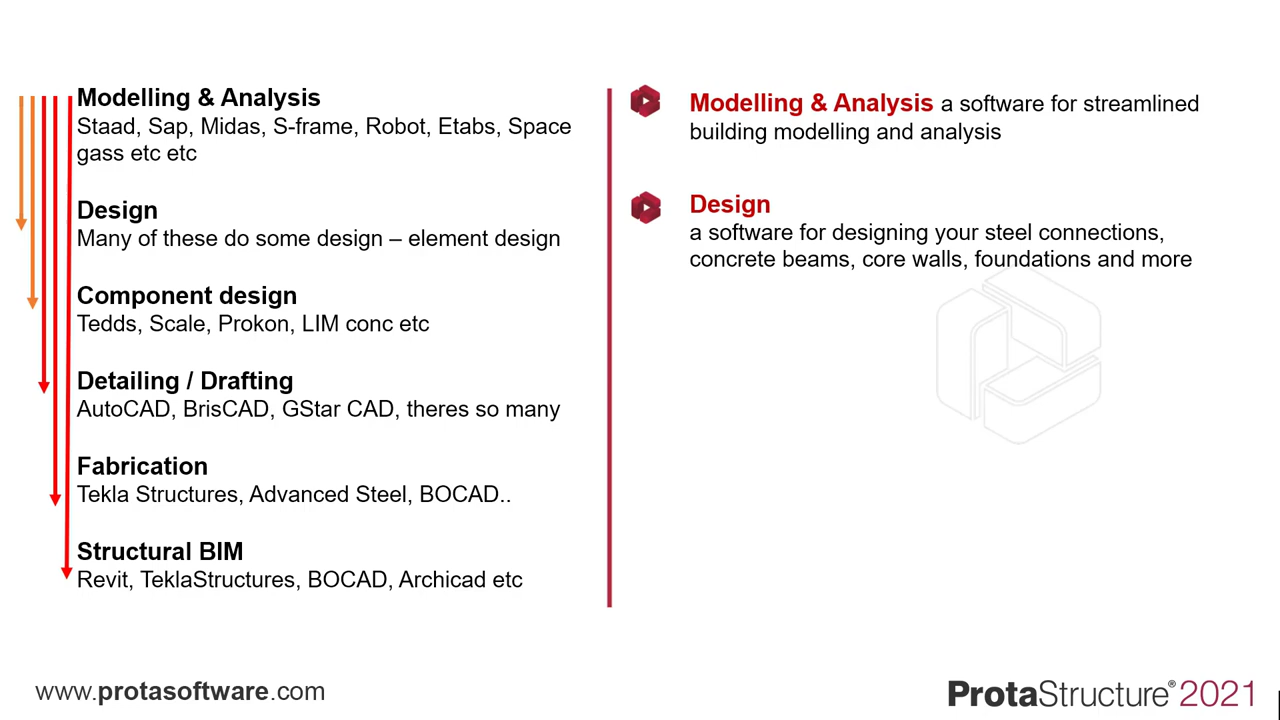 Modelling & Analysis
Staad, Sap, Midas, S-frame, Robot, Etabs, Space
gass etc etc
Design
Many of these do some design – element design
Component design
Tedds, Scale, Prokon, LIM conc etc
Detailing / Drafting
AutoCAD, BrisCAD, GStar CAD, theres so many
Fabrication
Tekla Structures, Advanced Steel, BOCAD..
Structural BIM
Revit, TeklaStructures, BOCAD, Archicad etc
Modelling & Analysis a software for streamlined
building modelling and analysis
Design
a software for designing your steel connections,
concrete beams, core walls, foundations and more
www.protasoftware.com
ProtaStructure® 2021